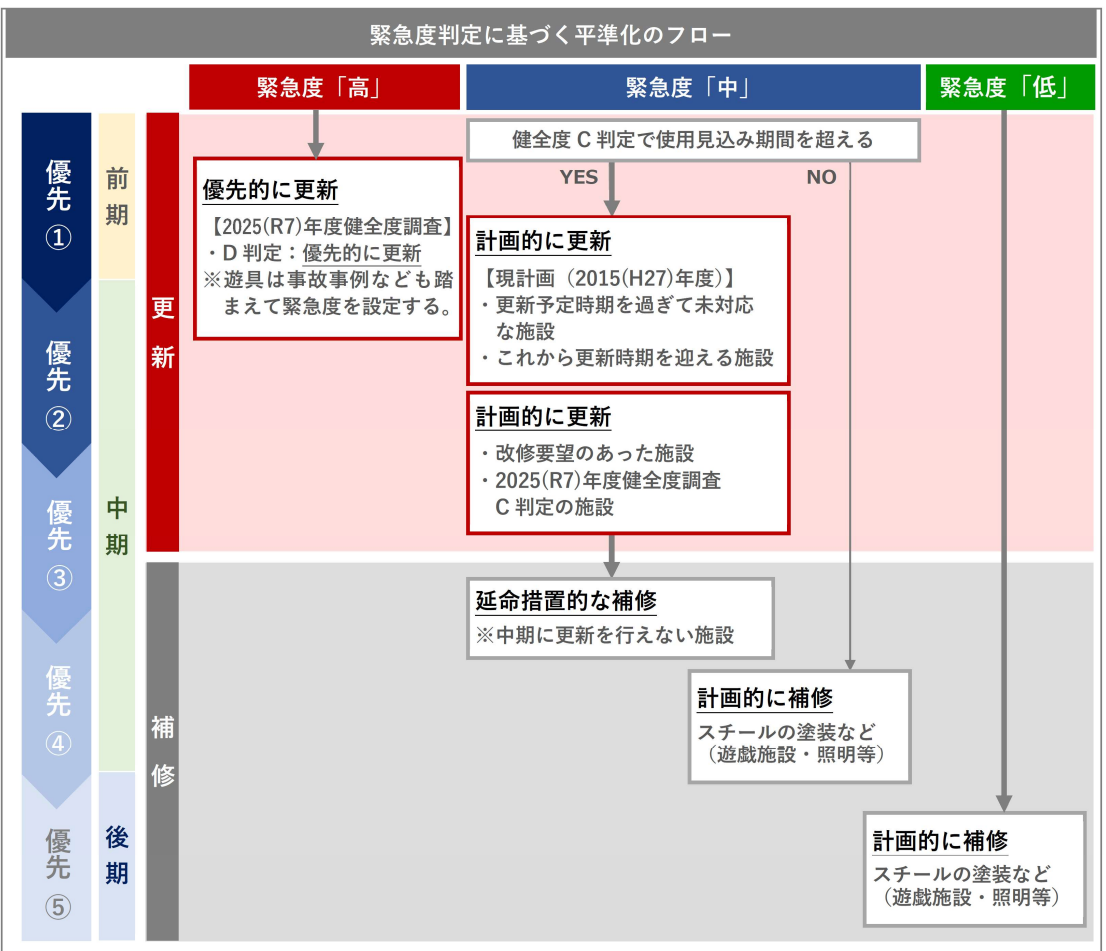 緊急度判定に基づく平準化のフロー
緊急度「高」
緊急度「中」
緊急度「低」
優先①
優先②
優先③
優先④
優先⑤
前期
中期
後期
更新
補修
優先的に更新
【2025(R7)年度健全度調査】
・D 判定：優先的に更新
※遊具は事故事例なども踏
まえて緊急度を設定する。
健全度 C 判定で使用見込み期間を超える
YES
NO
計画的に更新
【現計画（2015(H27)年度)】
・更新予定時期を過ぎて未対応
な施設
・これから更新時期を迎える施設
計画的に更新
・改修要望のあった施設
・2025(R7)年度健全度調査
C 判定の施設
延命措置的な補修
※中期に更新を行えない施設
計画的に補修
スチールの塗装など
（遊戯施設・照明等）
計画的に補修
スチールの塗装など
（遊戯施設・照明等）